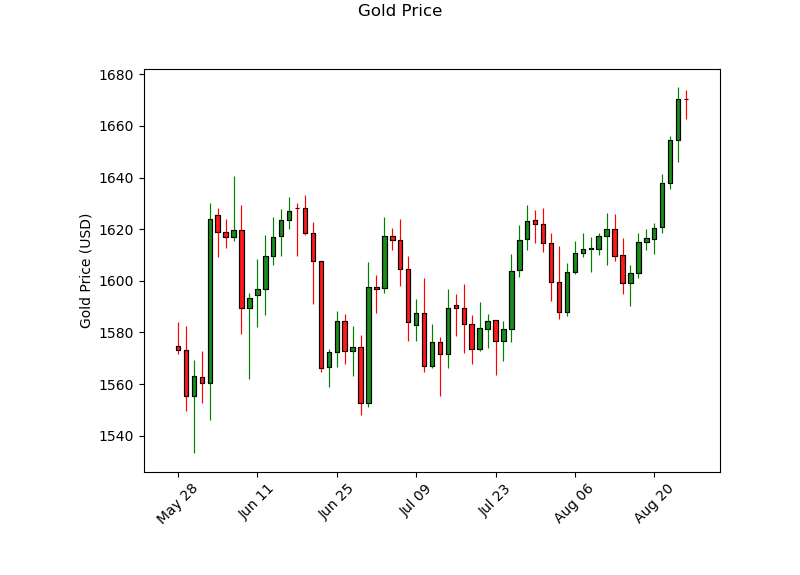 Gold Price
1680
1660
1640
1620
1600
1580
1560
1540
Gold Price (USD)
May 28
Jun 11
Jun 25
Jul 09
Jul 23
Aug 06
Aug 20